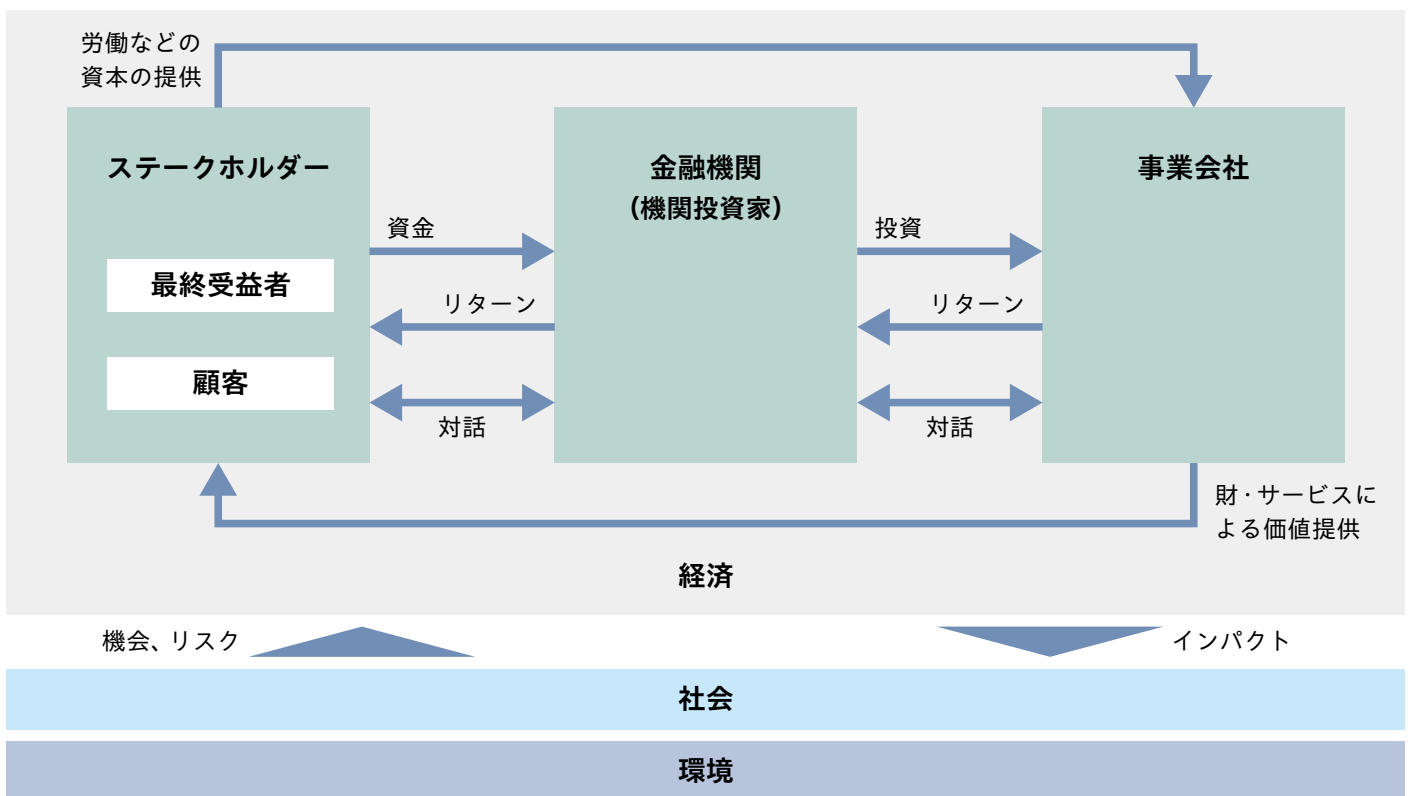 労働などの
資本の提供
ステークホルダー
最終受益者
顧客
資金
リターン
対話
金融機関
（機関投資家）
投資
リターン
対話
事業会社
財・サービスに
よる価値提供
経済
機会、リスク
インパクト
社会
環境